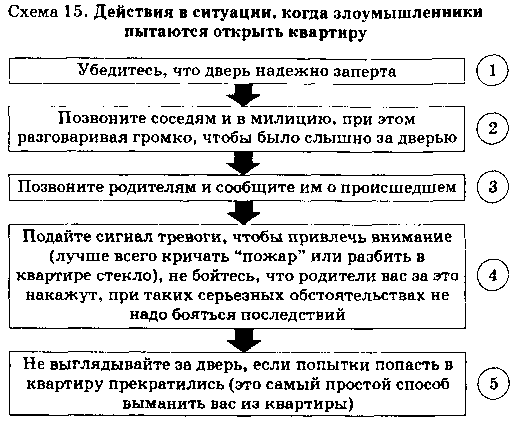 Схема 15. Действия в ситуации, когда злоумышленники
пытаются открыть квартиру
Убедитесь, что дверь надежно заперта
1
Позвоните соседям и в милицию, при этом
разговаривая громко, чтобы было слышно за дверью
2
Позвоните родителям и сообщите им о происшедшем
3
Подайте сигнал тревоги, чтобы привлечь внимание
(лучше всего кричать "пожар" или разбить в
квартире стекло), не бойтесь, что родители вас за это
накажут, при таких серьезных обстоятельствах не
надо бояться последствий
4
Не выглядывайте за дверь, если попытки попасть в
квартиру прекратились (это самый простой способ
выманить вас из квартиры)
5